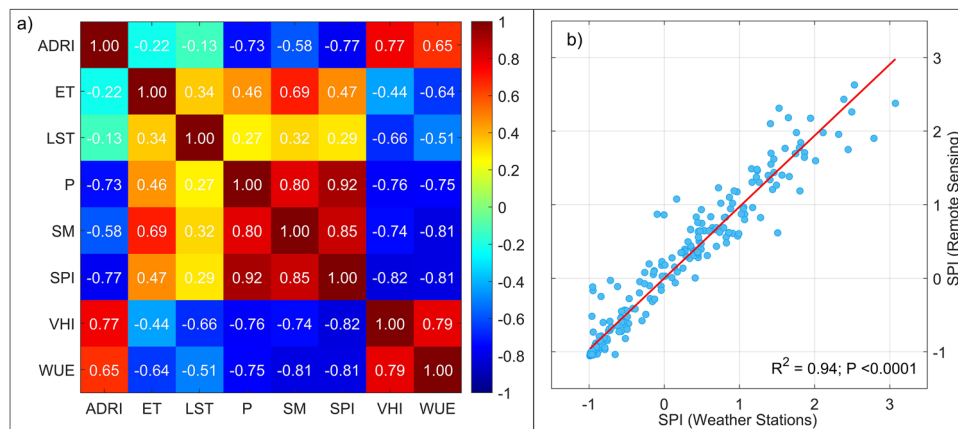 a)
ADRI 1.00 -0.22 -0.13 -0.73 -0.58 -0.77 0.77 0.65
ET -0.22 1.00 0.34 0.46 0.69 0.47 -0.44 -0.64
LST -0.13 0.34 1.00 0.27 0.32 0.29 -0.66 -0.51
P -0.73 0.46 0.27 1.00 0.80 0.92 -0.76 -0.75
SM -0.58 0.69 0.32 0.80 1.00 0.85 -0.74 -0.81
SPI -0.77 0.47 0.29 0.92 0.85 1.00 -0.82 -0.81
VHI 0.77 -0.44 -0.66 -0.76 -0.74 -0.82 1.00 0.79
WUE 0.65 -0.64 -0.51 -0.75 -0.81 -0.81 0.79 1.00
ADRI ET LST P SM SPI VHI WUE
1
0.8
0.6
0.4
0.2
0
-0.2
-0.4
-0.6
-0.8
-1
b)
3
2
1
0
-1
SPI (Remote Sensing)
R² = 0.94; P <0.0001
-1 0 1 2 3
SPI (Weather Stations)